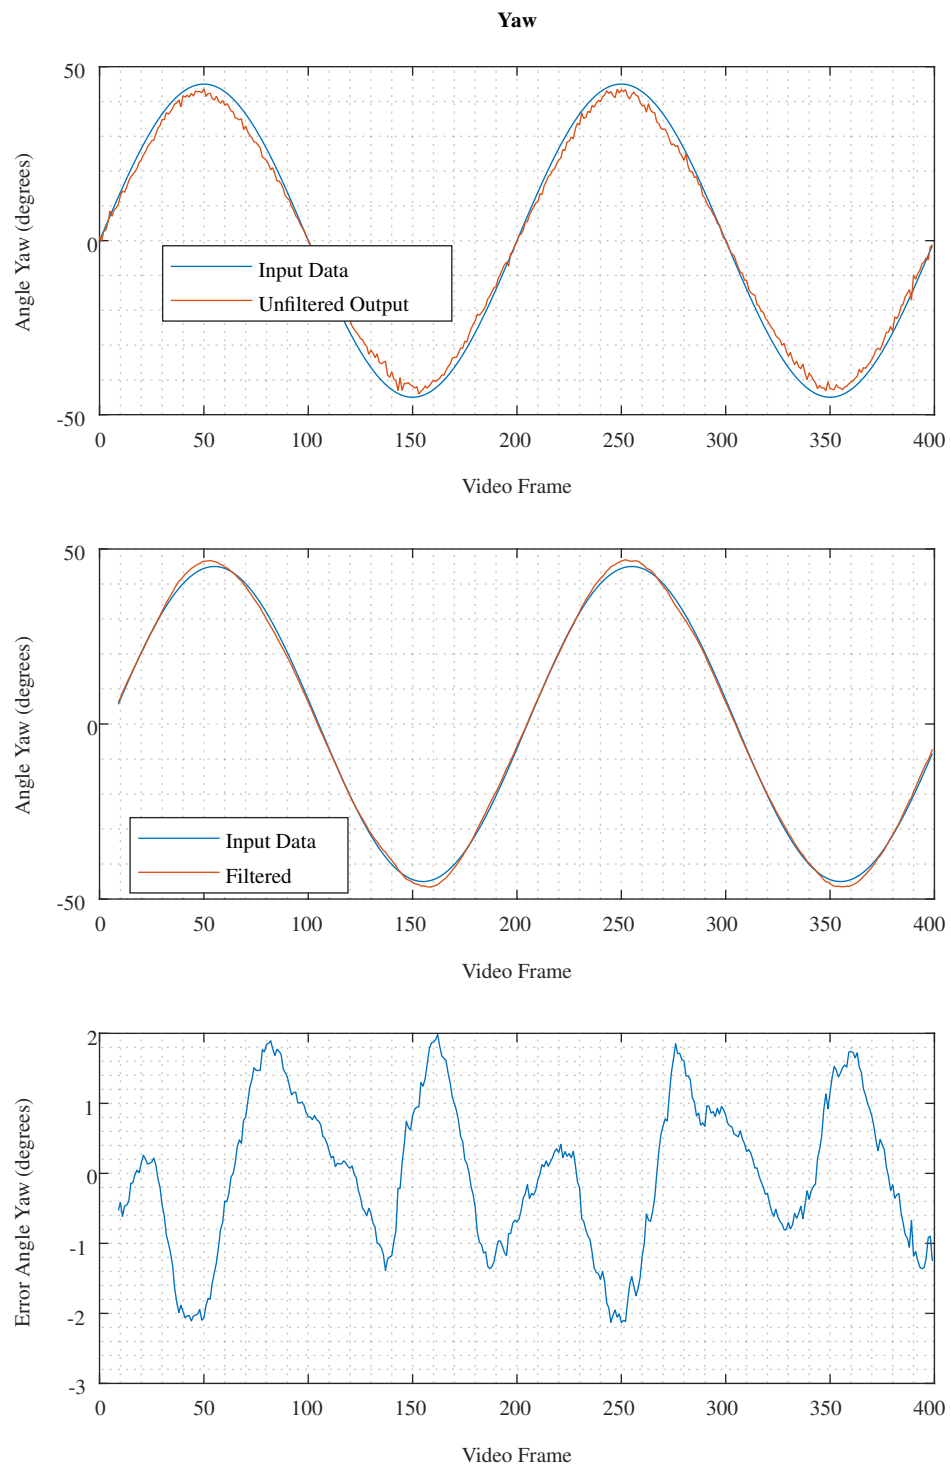 Yaw
50
0
-50
Angle Yaw (degrees)
Input Data
Unfiltered Output
0 50 100 150 200 250 300 350 400
Video Frame
50
0
-50
Angle Yaw (degrees)
Input Data
Filtered
0 50 100 150 200 250 300 350 400
Video Frame
2
1
0
-1
-2
-3
Error Angle Yaw (degrees)
0 50 100 150 200 250 300 350 400
Video Frame